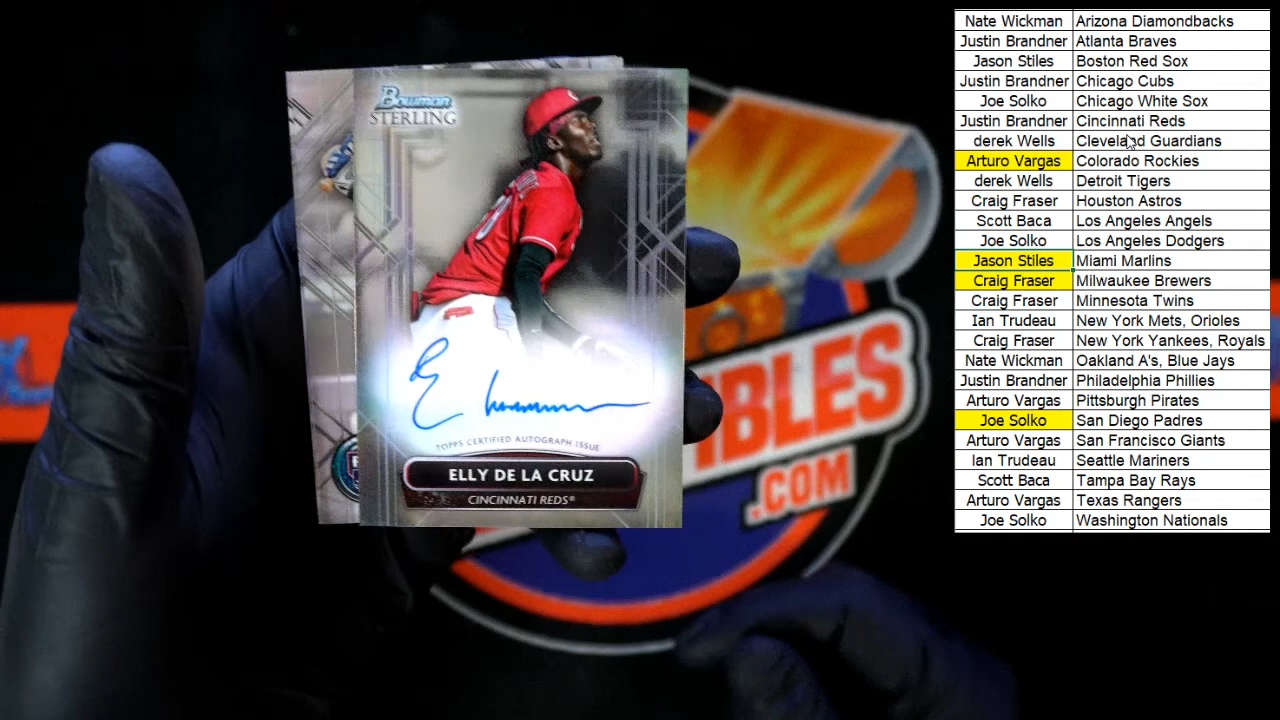 Bowman
STERLING
TOPPS CERTIFIED AUTOGRAPH ISSUE
ELLY DE LA CRUZ
CINCINNATI REDS®
IBLES
.COM
Nate Wickman Arizona Diamondbacks
Justin Brandner Atlanta Braves
Jason Stiles Boston Red Sox
Justin Brandner Chicago Cubs
Joe Solko Chicago White Sox
Justin Brandner Cincinnati Reds
derek Wells Cleveland Guardians
Arturo Vargas Colorado Rockies
derek Wells Detroit Tigers
Craig Fraser Houston Astros
Scott Baca Los Angeles Angels
Joe Solko Los Angeles Dodgers
Jason Stiles Miami Marlins
Craig Fraser Milwaukee Brewers
Craig Fraser Minnesota Twins
Ian Trudeau New York Mets, Orioles
Craig Fraser New York Yankees, Royals
Nate Wickman Oakland A's, Blue Jays
Justin Brandner Philadelphia Phillies
Arturo Vargas Pittsburgh Pirates
Joe Solko San Diego Padres
Arturo Vargas San Francisco Giants
Ian Trudeau Seattle Mariners
Scott Baca Tampa Bay Rays
Arturo Vargas Texas Rangers
Joe Solko Washington Nationals